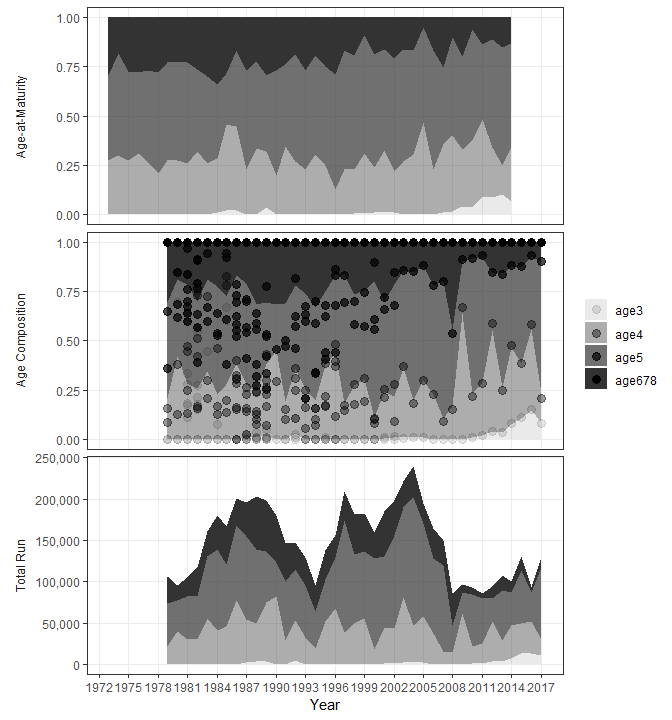 1.00
0.75
0.50
0.25
0.00
Age-at-Maturity
1.00
0.75
0.50
0.25
0.00
Age Composition
250,000
200,000
150,000
100,000
50,000
0
Total Run
1972 1975 1978 1981 1984 1987 1990 1993 1996 1999 2002 2005 2008 2011 2014 2017
Year
age3
age4
age5
age678